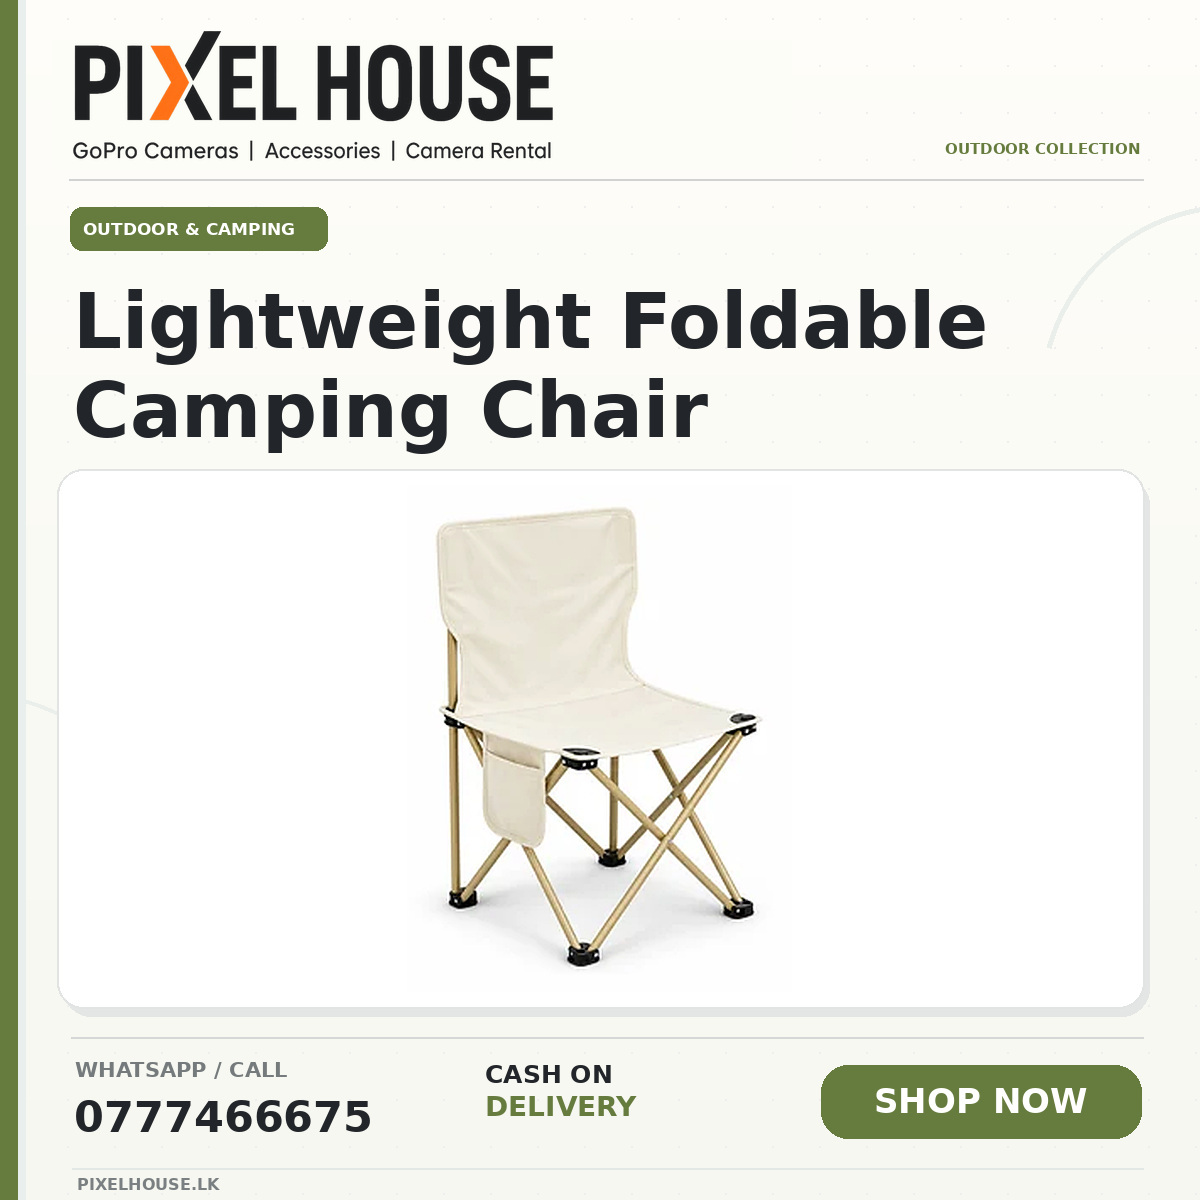 PIXEL HOUSE
GoPro Cameras | Accessories | Camera Rental
OUTDOOR COLLECTION
OUTDOOR & CAMPING
Lightweight Foldable
Camping Chair
WHATSAPP / CALL
0777466675
CASH ON
DELIVERY
SHOP NOW
PIXELHOUSE.LK